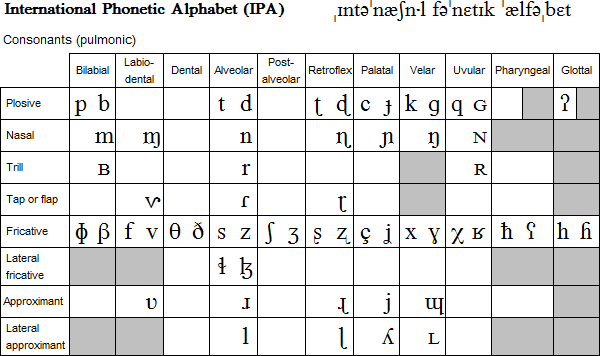 International Phonetic Alphabet (IPA) ˌɪntəˈnæʃn·l fəˈnɛtɪk ˈælfəˌbɛt
Consonants (pulmonic)
Bilabial Labio-dental Dental Alveolar Post-alveolar Retroflex Palatal Velar Uvular Pharyngeal Glottal
Plosive p b t d ʈ ɖ c ɟ k ɡ q ɢ ʔ
Nasal m ɱ n ɳ ɲ ŋ ɴ
Trill ʙ r ʀ
Tap or flap ⱱ ɾ ɽ
Fricative ɸ β f v θ ð s z ʃ ʒ ʂ ʐ ç ʝ x ɣ χ ʁ ħ ʕ h ɦ
Lateral fricative ɬ ɮ
Approximant ʋ ɹ ɻ j ɰ
Lateral approximant l ɭ ʎ ʟ